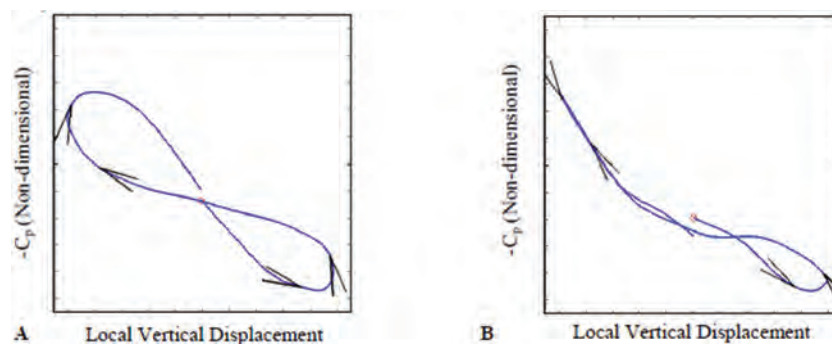 -Cp (Non-dimensional)
A
Local Vertical Displacement
-Cp (Non-dimensional)
B
Local Vertical Displacement